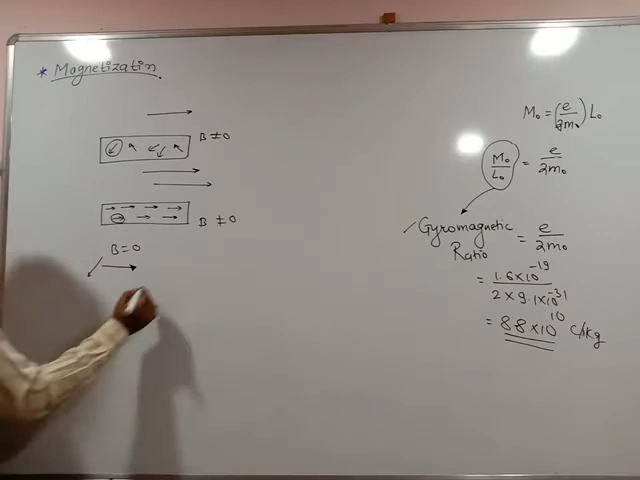 * Magnetizatin
B ≠ 0
B ≠ 0
B = 0
M₀ = (e/2m₀) L₀
M₀/L₀ = e/2m₀
Gyromagnetic Ratio = e/2m₀
= 1.6×10⁻¹⁹ / 2×9.1×10⁻³¹
= 8.8×10¹⁰ C/kg